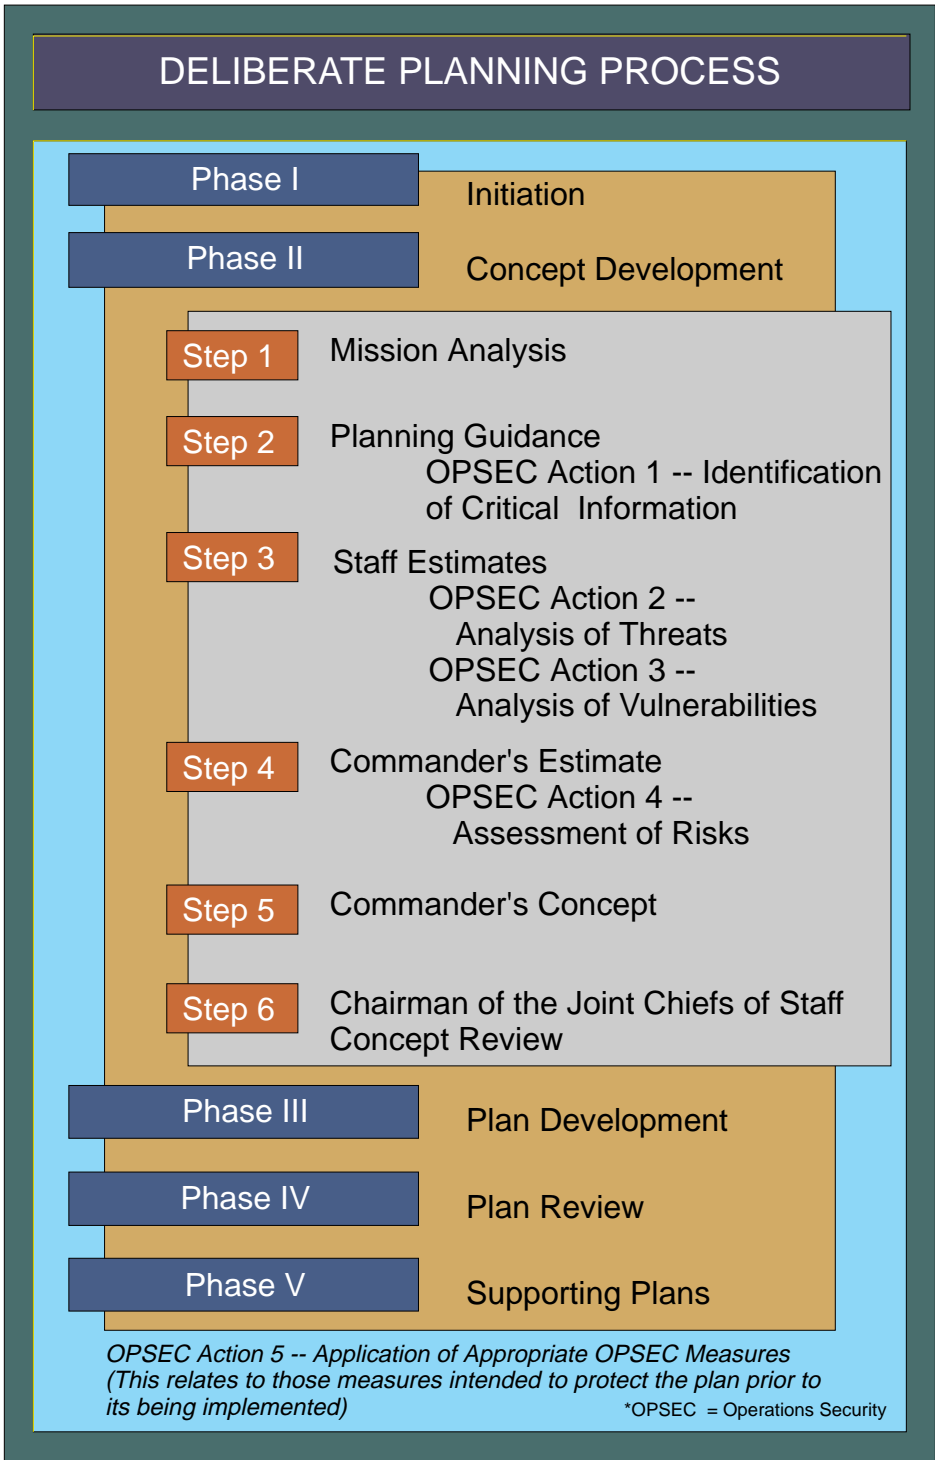 DELIBERATE PLANNING PROCESS
Phase I
Initiation
Phase II
Concept Development
Step 1
Mission Analysis
Step 2
Planning Guidance
OPSEC Action 1 -- Identification
of Critical Information
Step 3
Staff Estimates
OPSEC Action 2 --
Analysis of Threats
OPSEC Action 3 --
Analysis of Vulnerabilities
Step 4
Commander's Estimate
OPSEC Action 4 --
Assessment of Risks
Step 5
Commander's Concept
Step 6
Chairman of the Joint Chiefs of Staff
Concept Review
Phase III
Plan Development
Phase IV
Plan Review
Phase V
Supporting Plans
OPSEC Action 5 -- Application of Appropriate OPSEC Measures
(This relates to those measures intended to protect the plan prior to
its being implemented)
*OPSEC = Operations Security